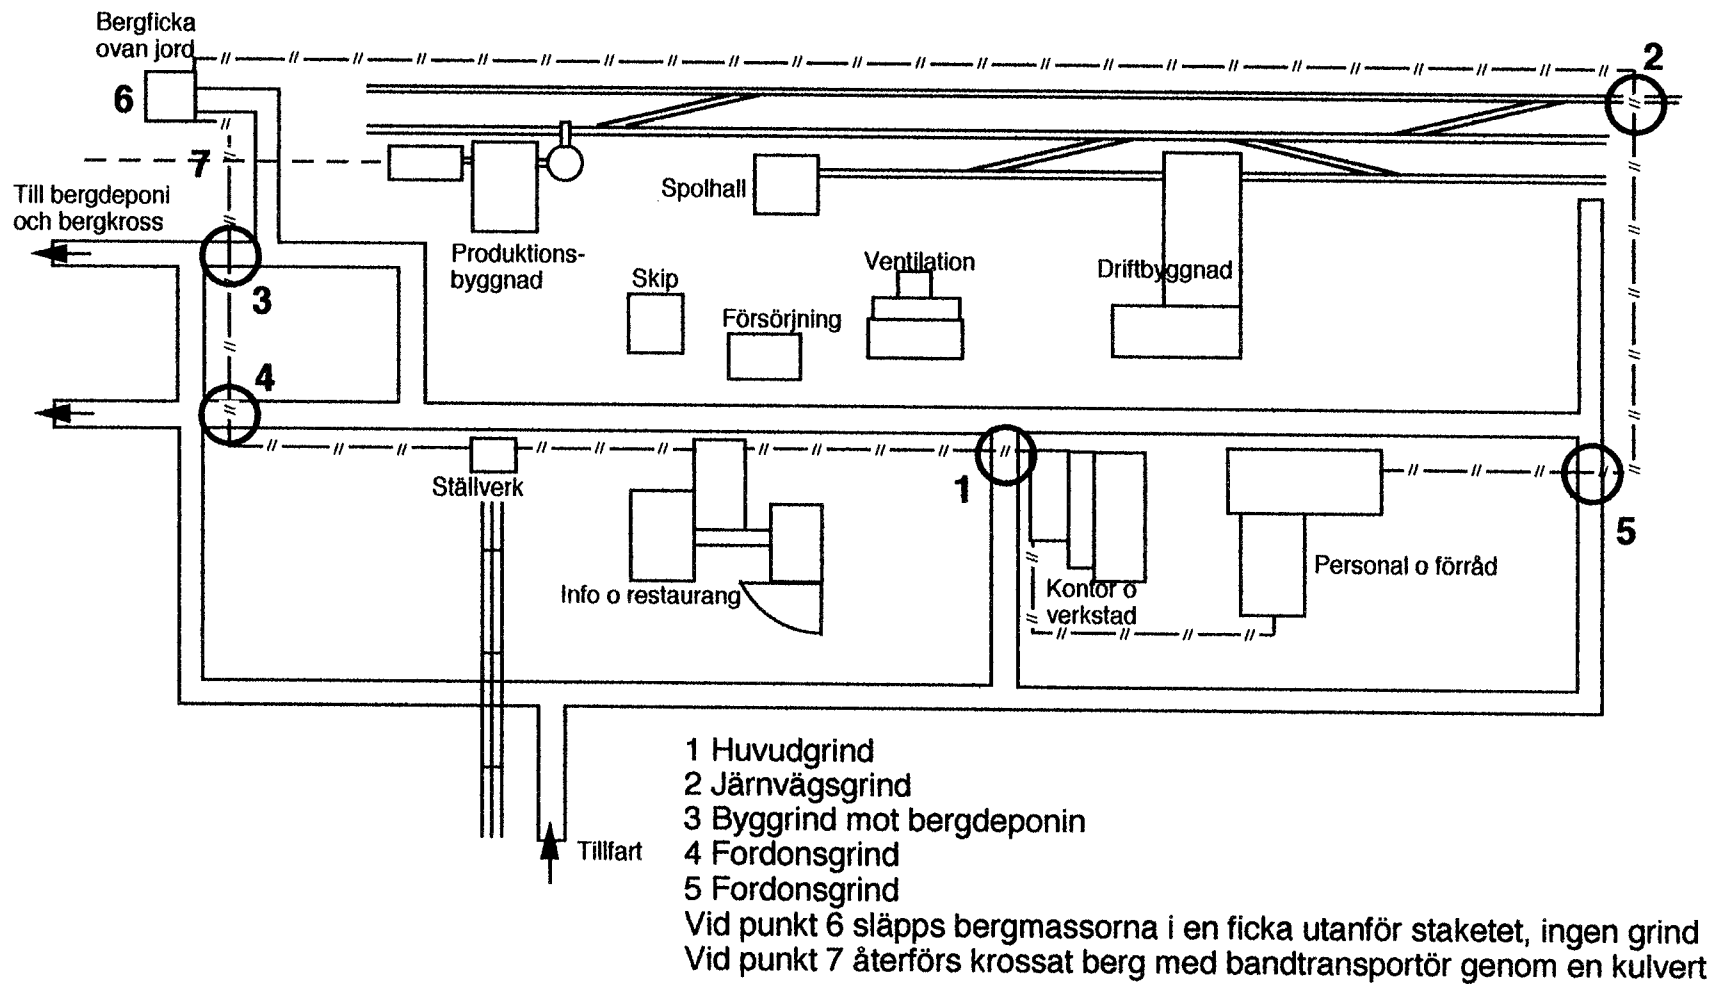 Bergficka
ovan jord
2
6
7
Till bergdeponi
och bergkross
Spolhall
Produktions-
byggnad
Ventilation
Driftbyggnad
Skip
3
Försörjning
4
Ställverk
1
5
Info o restaurang
Kontor o
verkstad
Personal o förråd
Tillfart
1 Huvudgrind
2 Järnvägsgrind
3 Byggrind mot bergdeponin
4 Fordonsgrind
5 Fordonsgrind
Vid punkt 6 släpps bergmassorna i en ficka utanför staketet, ingen grind
Vid punkt 7 återförs krossat berg med bandtransportör genom en kulvert